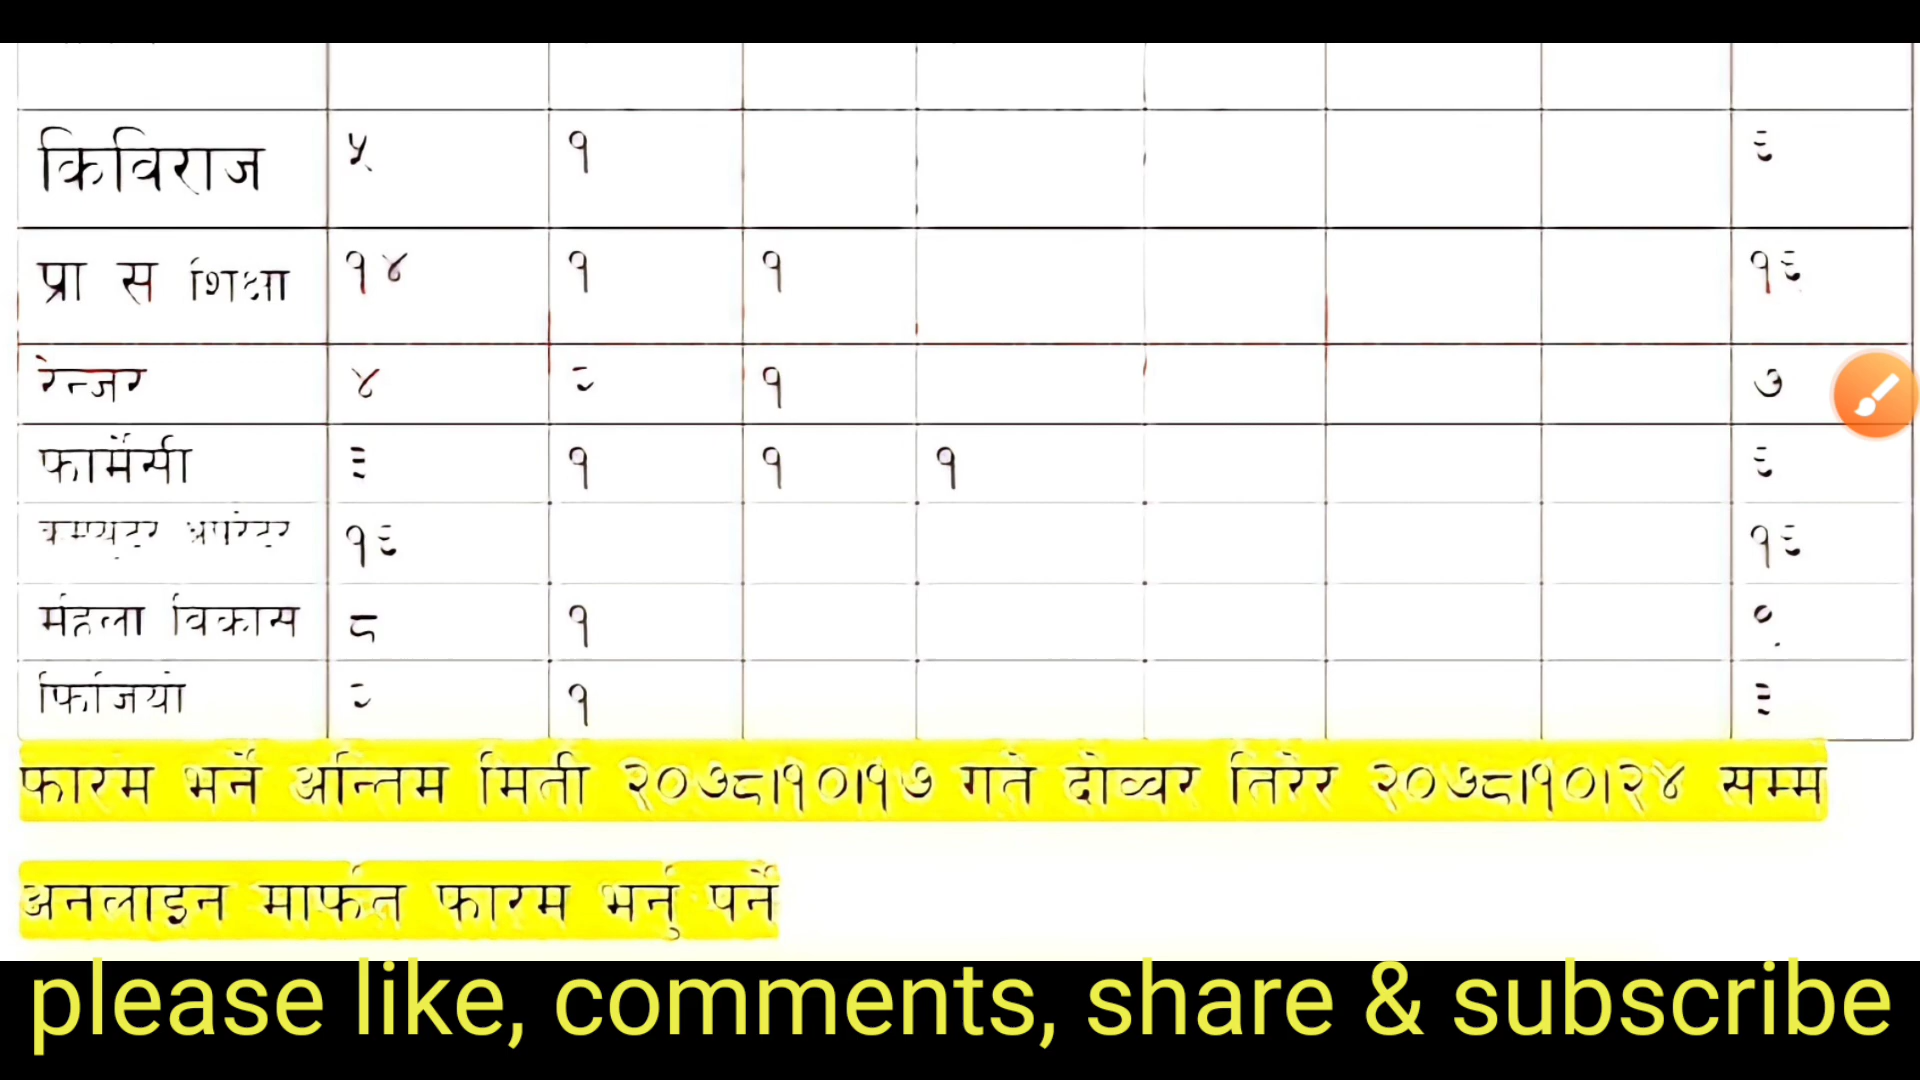 किविराज ५ १ ६
प्रा स शिक्षा १४ १ १ १६
रेन्जर ४ २ १ ७
फार्मेसी ३ १ १ १ ६
कम्प्युटर अपरेटर १६ १६
महिला विकास ८ १ ९
फिजियो २ १ ३
फारम भर्ने अन्तिम मिती २०७८।१०।१७ गते दोव्वर तिरेर २०७८।१०।२४ सम्म
अनलाइन मार्फत फारम भर्नु पर्ने
please like, comments, share & subscribe